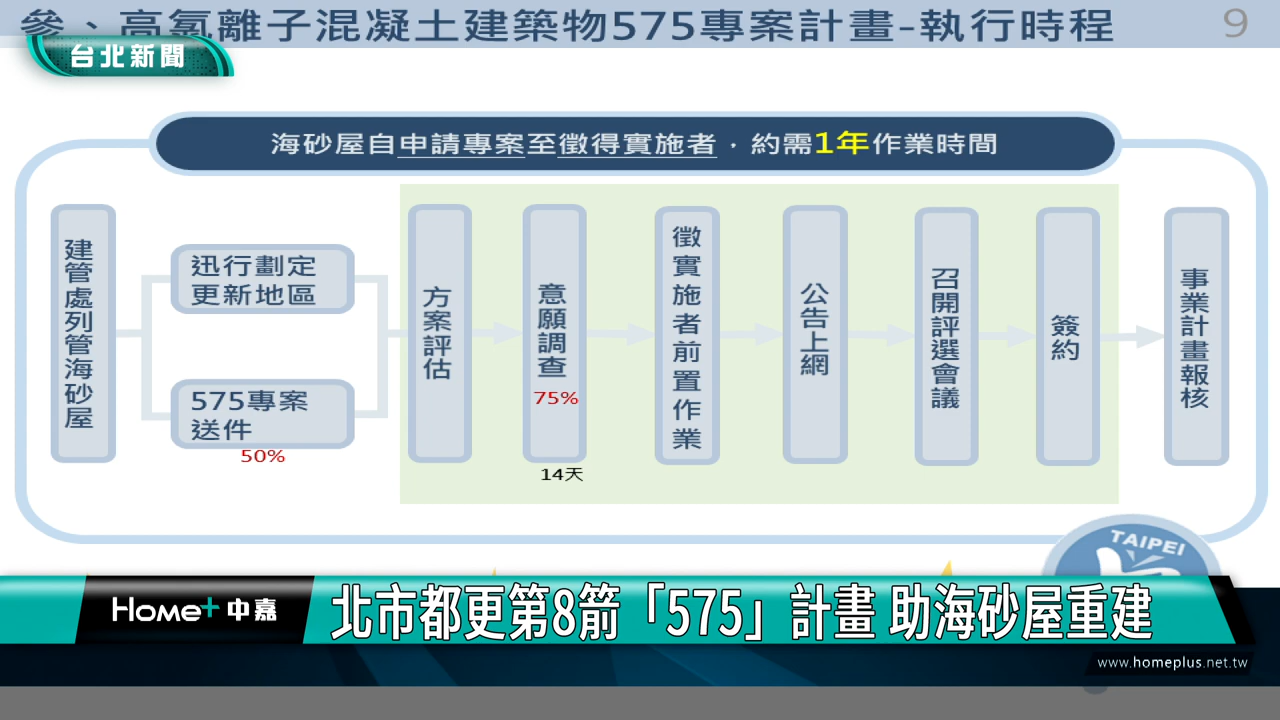 參、高氯離子混凝土建築物575專案計畫-執行時程
9
台北新聞
海砂屋自申請專案至徵得實施者，約需1年作業時間
建管處列管海砂屋
迅行劃定
更新地區
575專案
送件
50%
方案評估
意願調查
75%
14天
徵實施者前置作業
公告上網
召開評選會議
簽約
事業計畫報核
TAIPEI
Home+ 中嘉
北市都更第8箭「575」計畫 助海砂屋重建
www.homeplus.net.tw